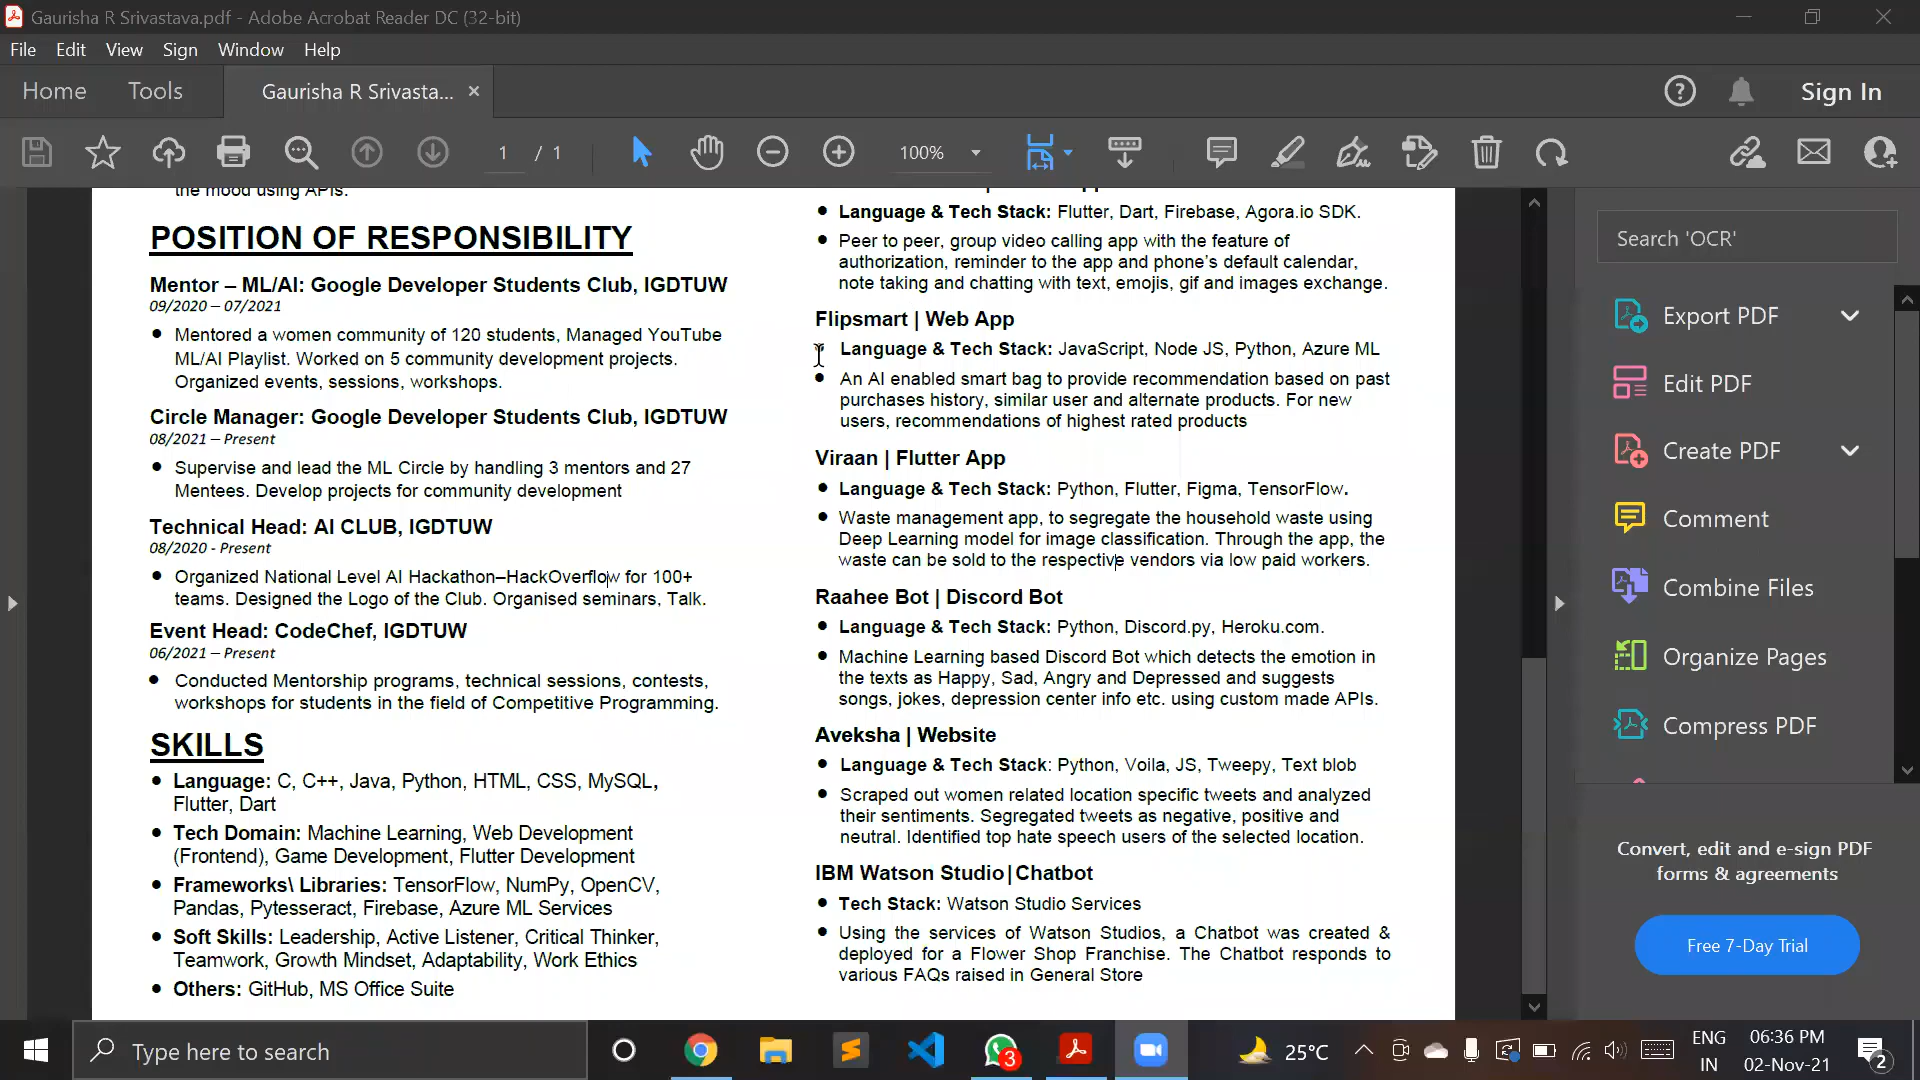 Gaurisha R Srivastava.pdf - Adobe Acrobat Reader DC (32-bit)
File Edit View Sign Window Help
Home Tools Gaurisha R Srivasta... × Sign In
1 / 1 100%
the mood using APIs.
POSITION OF RESPONSIBILITY
Mentor – ML/AI: Google Developer Students Club, IGDTUW
09/2020 – 07/2021
● Mentored a women community of 120 students, Managed YouTube
ML/AI Playlist. Worked on 5 community development projects.
Organized events, sessions, workshops.
Circle Manager: Google Developer Students Club, IGDTUW
08/2021 – Present
● Supervise and lead the ML Circle by handling 3 mentors and 27
Mentees. Develop projects for community development
Technical Head: AI CLUB, IGDTUW
08/2020 - Present
● Organized National Level AI Hackathon–HackOverflow for 100+
teams. Designed the Logo of the Club. Organised seminars, Talk.
Event Head: CodeChef, IGDTUW
06/2021 – Present
● Conducted Mentorship programs, technical sessions, contests,
workshops for students in the field of Competitive Programming.
SKILLS
● Language: C, C++, Java, Python, HTML, CSS, MySQL,
Flutter, Dart
● Tech Domain: Machine Learning, Web Development
(Frontend), Game Development, Flutter Development
● Frameworks\ Libraries: TensorFlow, NumPy, OpenCV,
Pandas, Pytesseract, Firebase, Azure ML Services
● Soft Skills: Leadership, Active Listener, Critical Thinker,
Teamwork, Growth Mindset, Adaptability, Work Ethics
● Others: GitHub, MS Office Suite
● Language & Tech Stack: Flutter, Dart, Firebase, Agora.io SDK.
● Peer to peer, group video calling app with the feature of
authorization, reminder to the app and phone's default calendar,
note taking and chatting with text, emojis, gif and images exchange.
Flipsmart | Web App
Language & Tech Stack: JavaScript, Node JS, Python, Azure ML
● An AI enabled smart bag to provide recommendation based on past
purchases history, similar user and alternate products. For new
users, recommendations of highest rated products
Viraan | Flutter App
● Language & Tech Stack: Python, Flutter, Figma, TensorFlow.
● Waste management app, to segregate the household waste using
Deep Learning model for image classification. Through the app, the
waste can be sold to the respective vendors via low paid workers.
Raahee Bot | Discord Bot
● Language & Tech Stack: Python, Discord.py, Heroku.com.
● Machine Learning based Discord Bot which detects the emotion in
the texts as Happy, Sad, Angry and Depressed and suggests
songs, jokes, depression center info etc. using custom made APIs.
Aveksha | Website
● Language & Tech Stack: Python, Voila, JS, Tweepy, Text blob
● Scraped out women related location specific tweets and analyzed
their sentiments. Segregated tweets as negative, positive and
neutral. Identified top hate speech users of the selected location.
IBM Watson Studio|Chatbot
● Tech Stack: Watson Studio Services
● Using the services of Watson Studios, a Chatbot was created &
deployed for a Flower Shop Franchise. The Chatbot responds to
various FAQs raised in General Store
Search 'OCR'
Export PDF
Edit PDF
Create PDF
Comment
Combine Files
Organize Pages
Compress PDF
Convert, edit and e-sign PDF
forms & agreements
Free 7-Day Trial
Type here to search
3
25°C
ENG
IN
06:36 PM
02-Nov-21
2